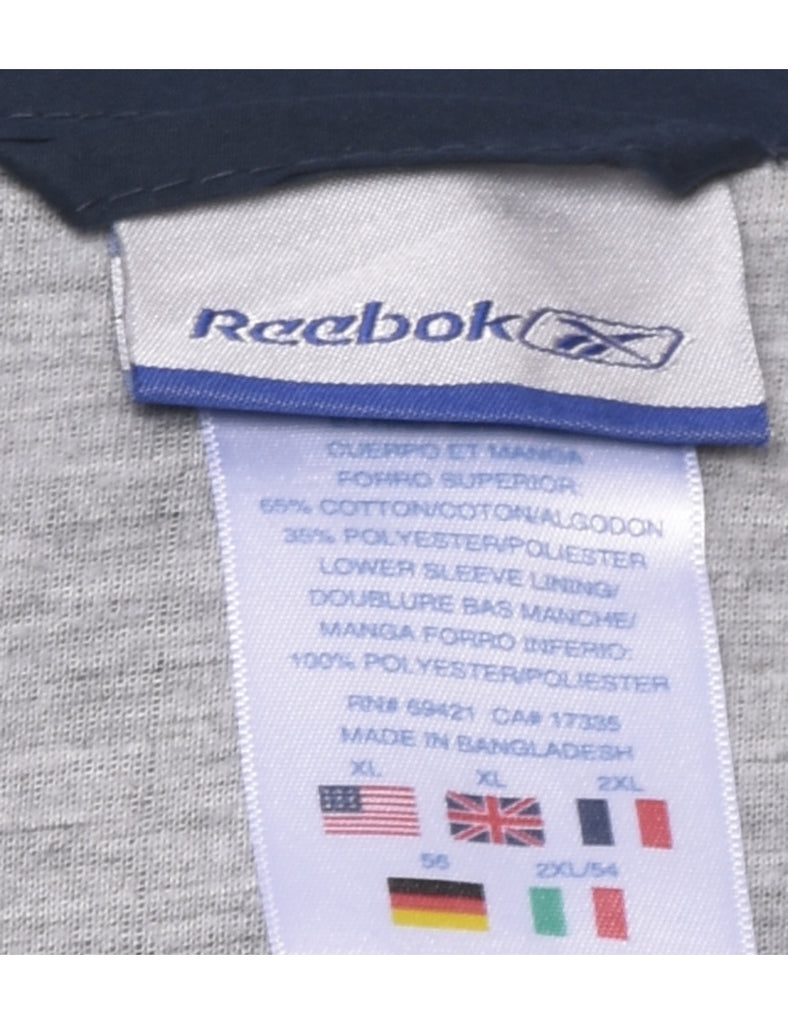 Reebok
CUERPO ET MANGA
FORRO SUPERIOR:
65% COTTON/COTON/ALGODON
35% POLYESTER/POLIESTER
LOWER SLEEVE LINING/
DOUBLURE BAS MANCHE/
MANGA FORRO INFERIO:
100% POLYESTER/POLIESTER
RN# 69421 CA# 17335
MADE IN BANGLADESH
XL XL 2XL
56 2XL/54